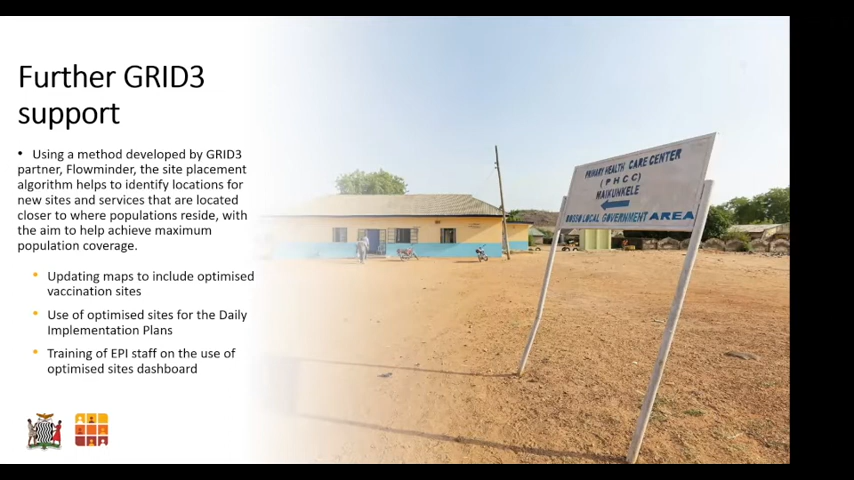 Further GRID3
support
• Using a method developed by GRID3
partner, Flowminder, the site placement
algorithm helps to identify locations for
new sites and services that are located
closer to where populations reside, with
the aim to help achieve maximum
population coverage.
• Updating maps to include optimised
vaccination sites
• Use of optimised sites for the Daily
Implementation Plans
• Training of EPI staff on the use of
optimised sites dashboard
PRIMARY HEALTH CARE CENTER
(PHCC)
MAIKUNKELE
BOSSO LOCAL GOVERNMENT AREA